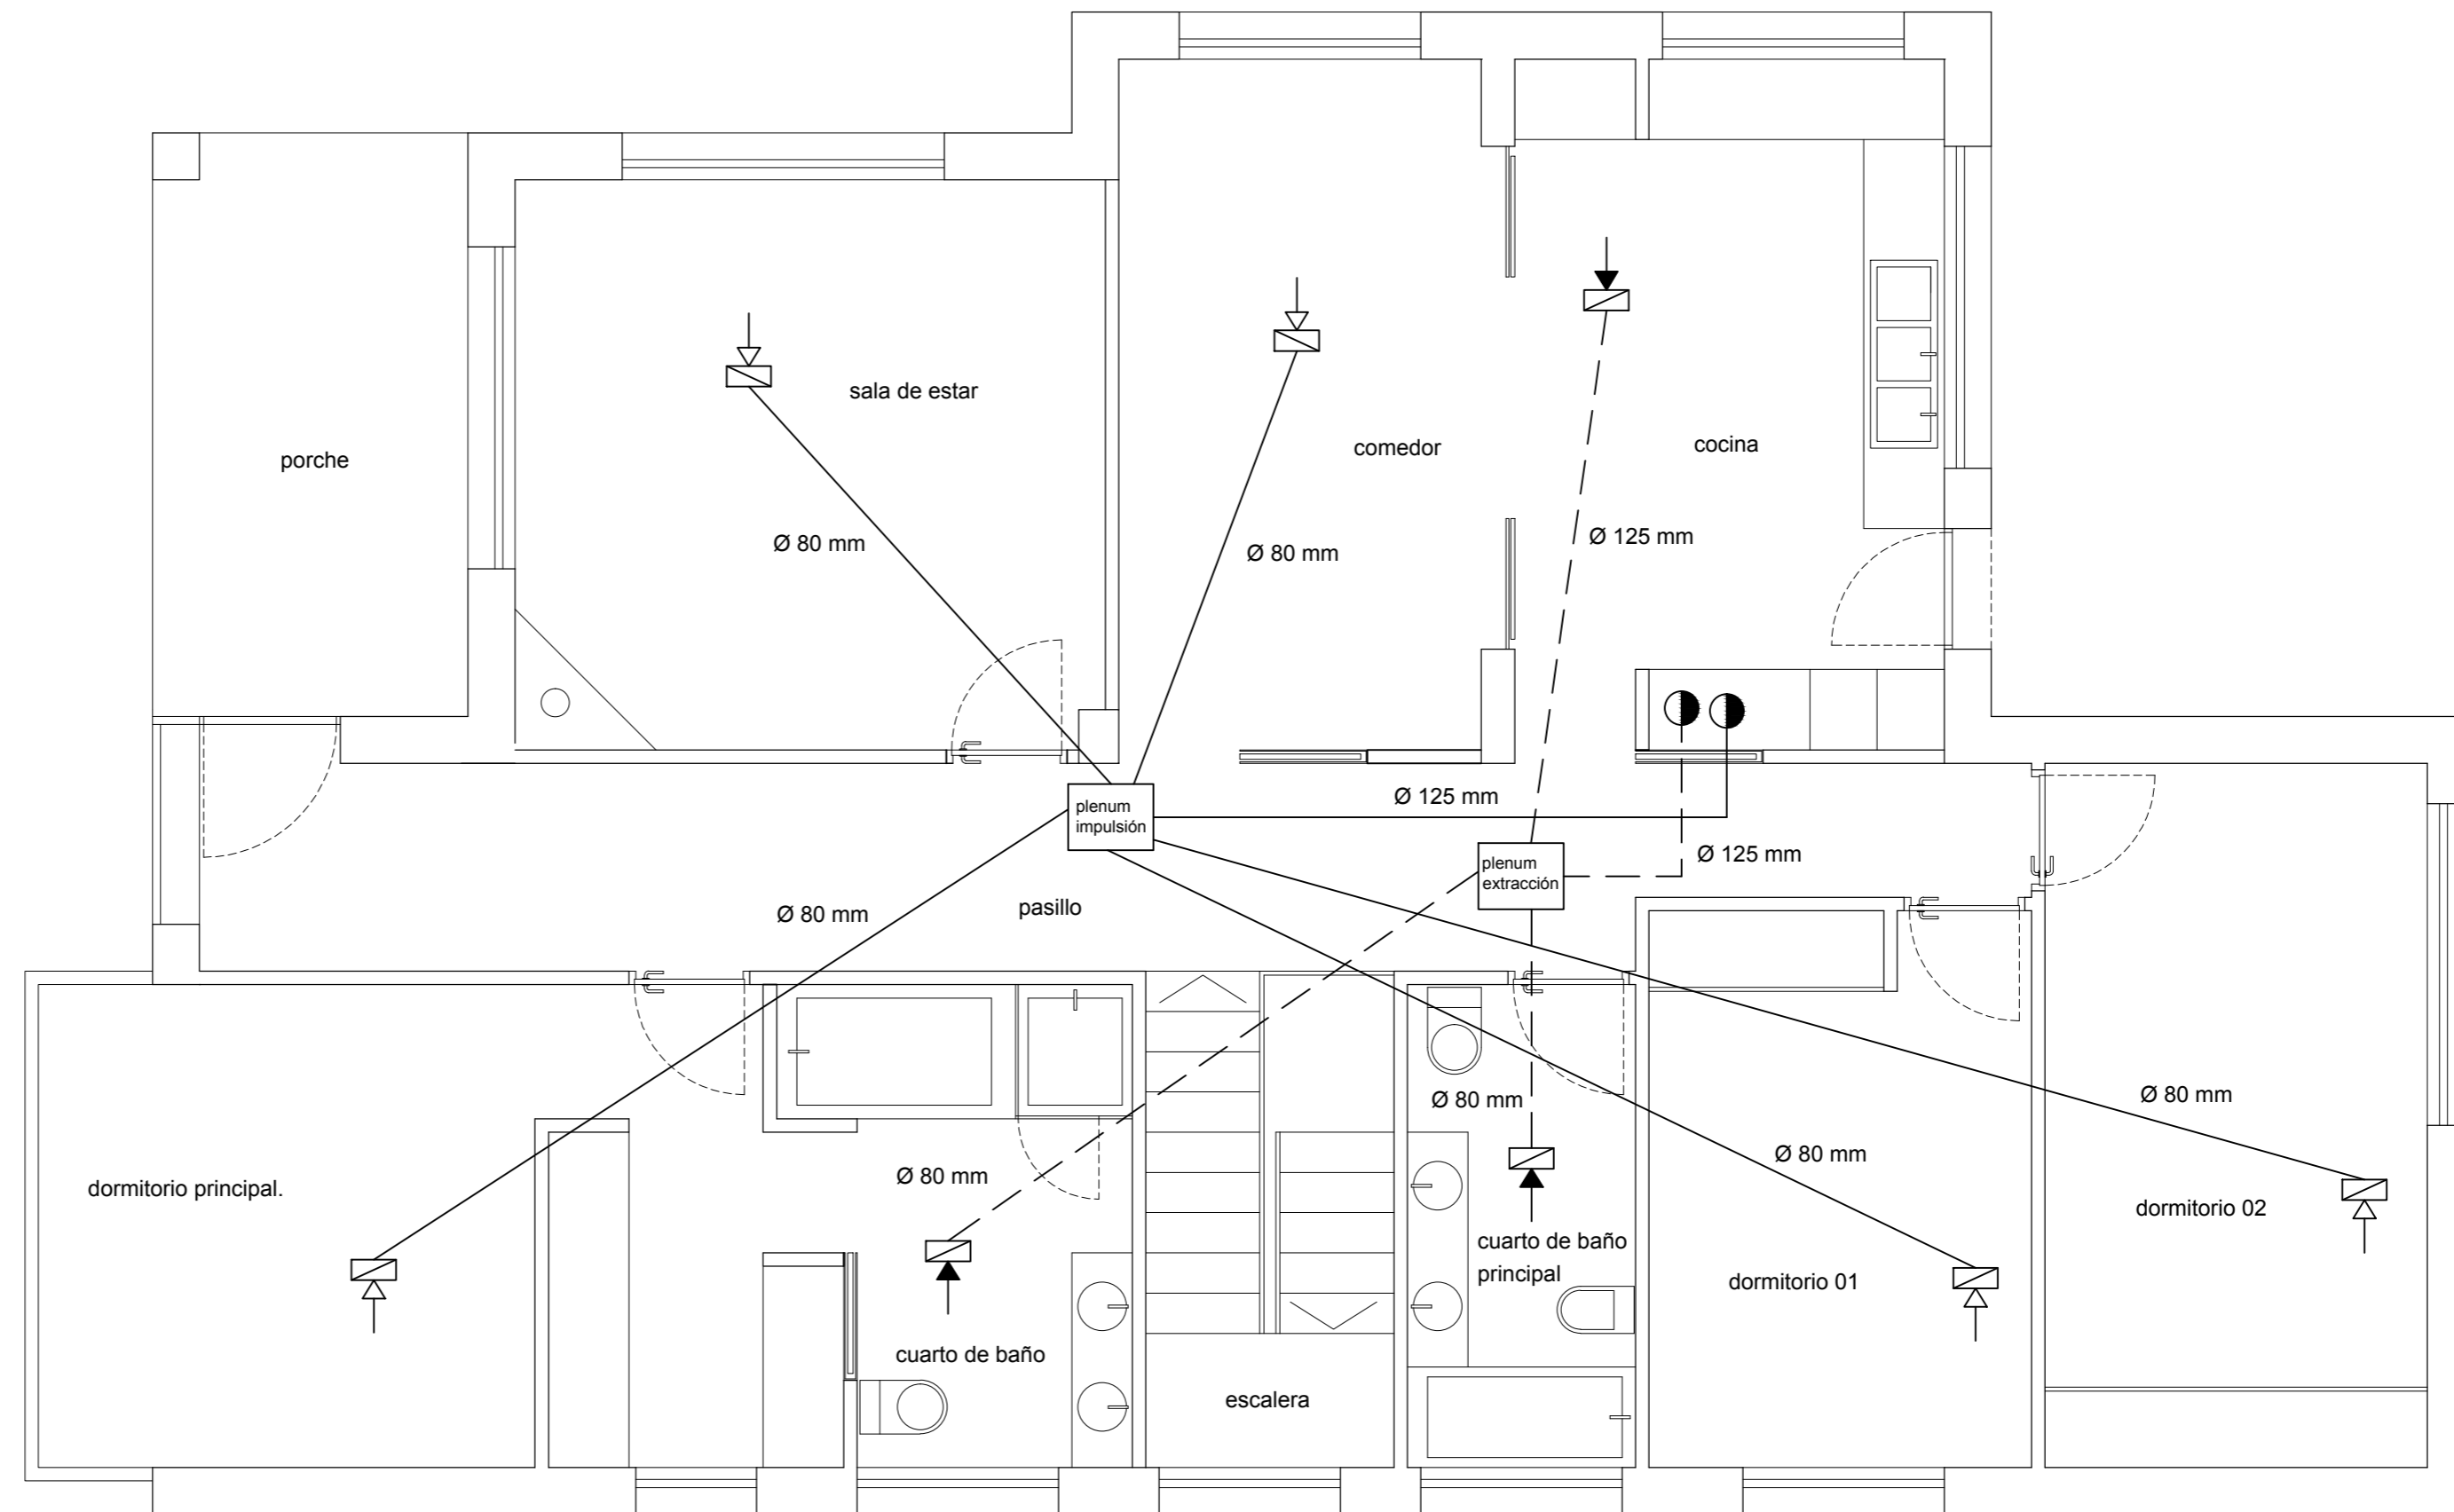 sala de estar
porche
comedor
cocina
Ø 80 mm
Ø 80 mm
Ø 125 mm
plenum
impulsión
Ø 125 mm
plenum
extracción
Ø 125 mm
Ø 80 mm
pasillo
Ø 80 mm
Ø 80 mm
Ø 80 mm
Ø 80 mm
dormitorio principal.
dormitorio 02
cuarto de baño
principal
dormitorio 01
cuarto de baño
escalera